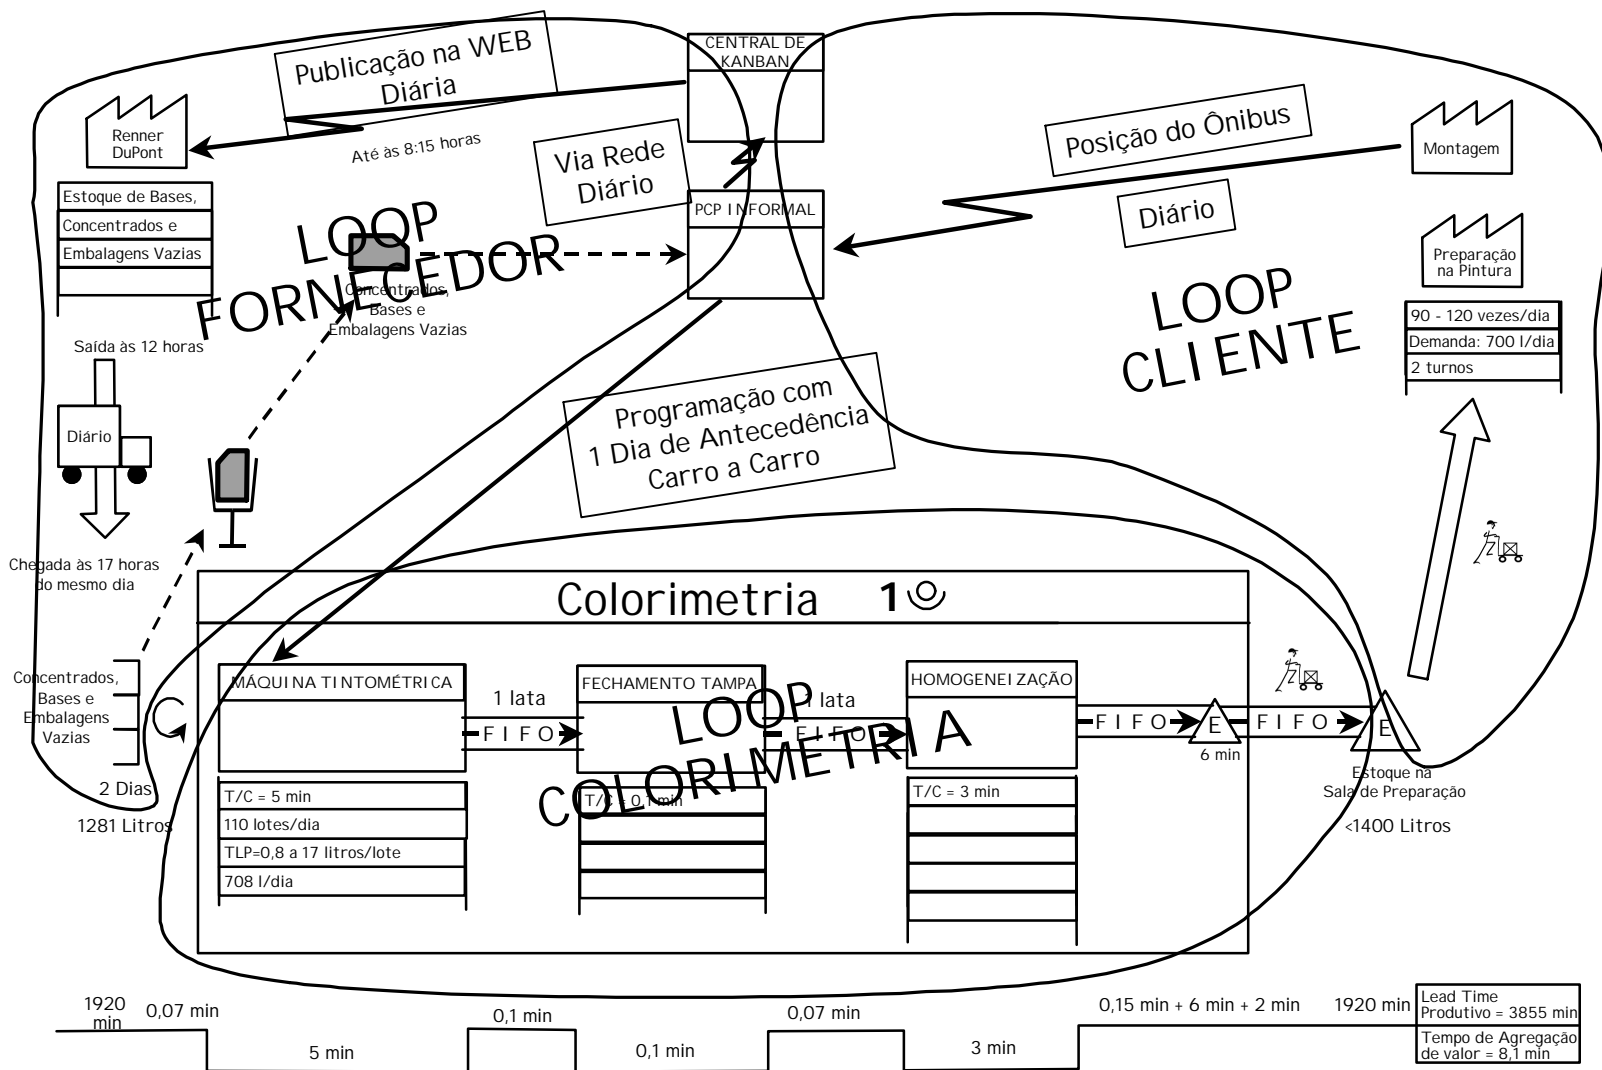 Publicação na WEB
Diária
CENTRAL DE
KANBAN
Renner
DuPont
Até às 8:15 horas
Via Rede
Diário
Posição do Ônibus
Diário
Montagem
Estoque de Bases,
Concentrados e
Embalagens Vazias
PCP INFORMAL
Preparação
na Pintura
LOOP
FORNECEDOR
Concentrados,
Bases e
Embalagens Vazias
LOOP
CLIENTE
90 - 120 vezes/dia
Demanda: 700 l/dia
2 turnos
Saída às 12 horas
Diário
Programação com
1 Dia de Antecedência
Carro a Carro
Chegada às 17 horas
do mesmo dia
Colorimetria 1
Concentrados,
Bases e
Embalagens
Vazias
2 Dias
1281 Litros
MÁQUINA TINTOMÉTRICA
1 lata
FIFO
FECHAMENTO TAMPA
1 lata
FIFO
HOMOGENEIZAÇÃO
FIFO
E
6 min
FIFO
E
Estoque na
Sala de Preparação
<1400 Litros
LOOP
COLORIMETRIA
T/C = 5 min
110 lotes/dia
TLP=0,8 a 17 litros/lote
708 l/dia
T/C = 0,1 min
T/C = 3 min
1920
min
0,07 min
5 min
0,1 min
0,1 min
0,07 min
3 min
0,15 min + 6 min + 2 min
1920 min
Lead Time
Produtivo = 3855 min
Tempo de Agregação
de valor = 8,1 min